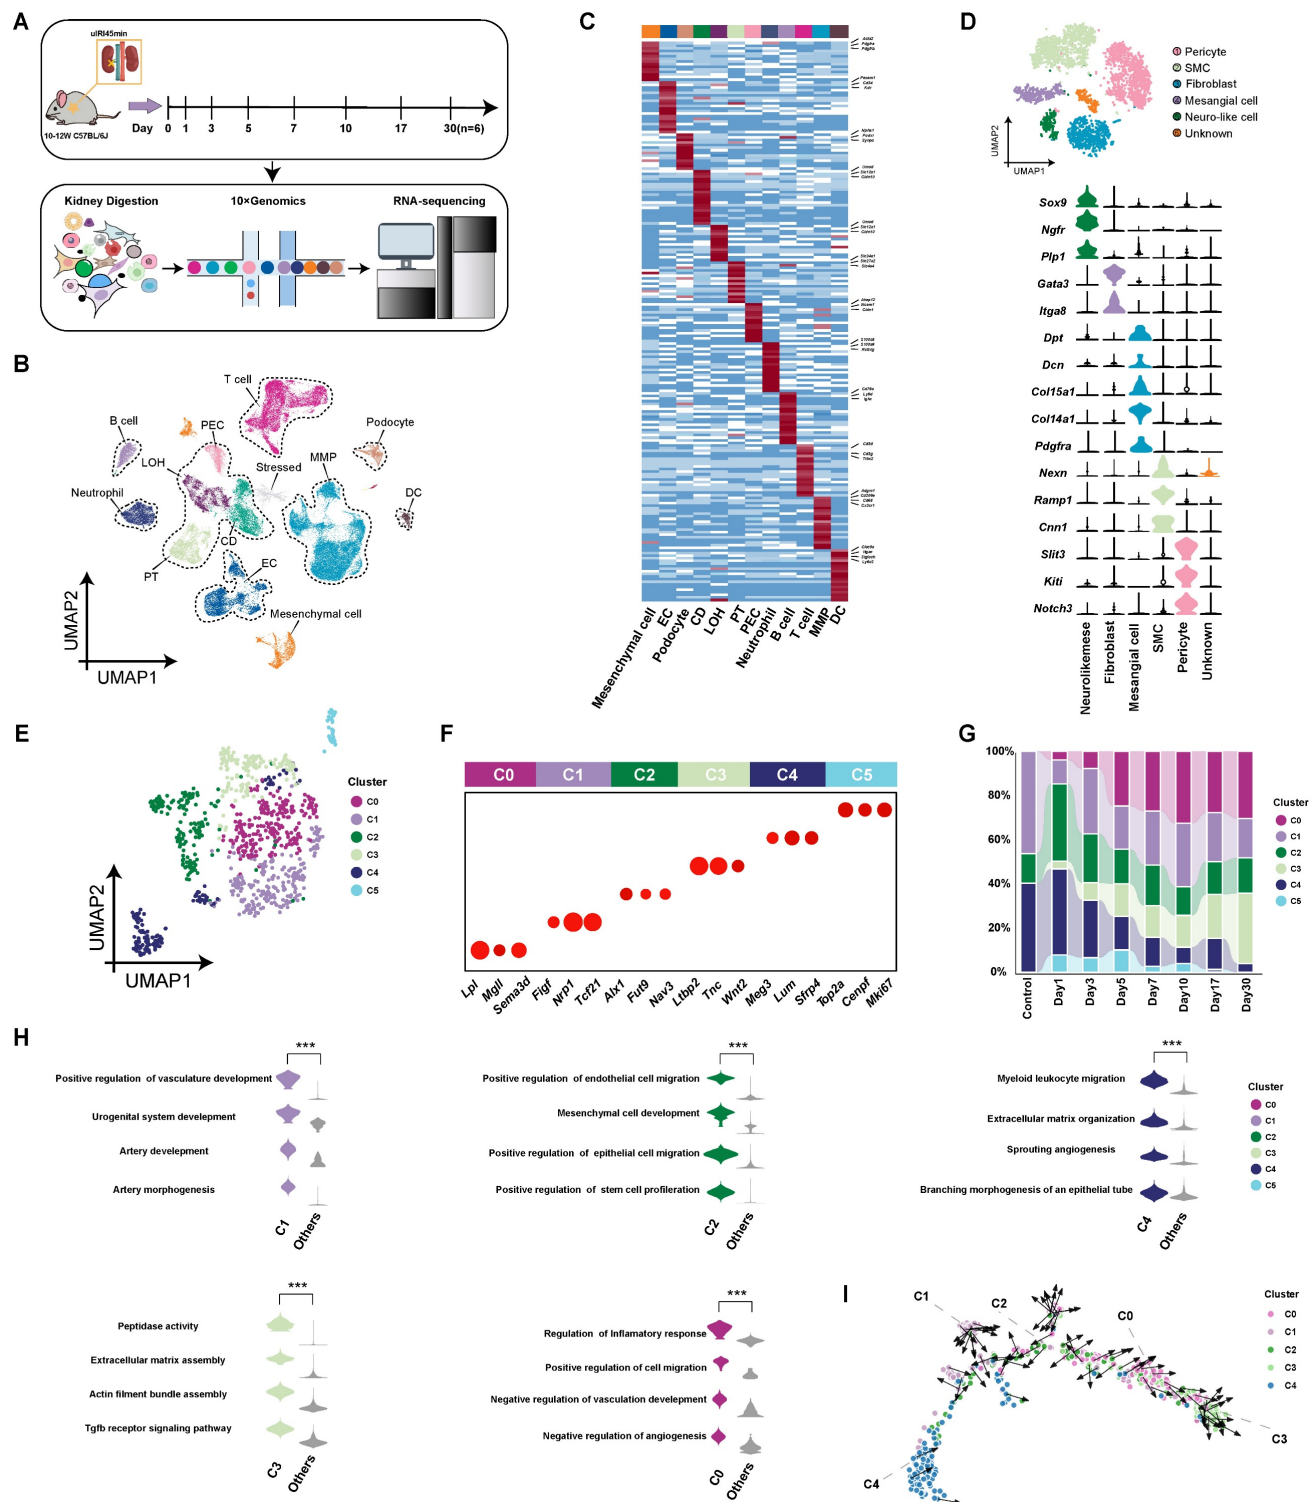 A
uIRI45min
10-12W C57BL/6J
Day
0 1 3 5 7 10 17 30(n=6)
Kidney Digestion
10×Genomics
RNA-sequencing
B
T cell
B cell
PEC
Podocyte
LOH
Stressed
MMP
Neutrophil
DC
CD
PT
EC
Mesenchymal cell
UMAP2
UMAP1
C
Mesenchymal cell
EC
Podocyte
CD
LOH
PT
PEC
Neutrophil
B cell
T cell
MMP
DC
D
Pericyte
SMC
Fibroblast
Mesangial cell
Neuro-like cell
Unknown
UMAP2
UMAP1
Sox9
Ngfr
Plp1
Gata3
Itga8
Dpt
Dcn
Col15a1
Col14a1
Pdgfra
Nexn
Ramp1
Cnn1
Slit3
Kiti
Notch3
Neurolikemese
Fibroblast
Mesangial cell
SMC
Pericyte
Unknown
E
Cluster
C0
C1
C2
C3
C4
C5
UMAP2
UMAP1
F
C0 C1 C2 C3 C4 C5
Lpl
Mgll
Sema3d
Figf
Nrp1
Tcf21
Alx1
Fut9
Nav3
Ltbp2
Tnc
Wnt2
Meg3
Lum
Sfrp4
Top2a
Cenpf
Mki67
G
100%
80%
60%
40%
20%
0%
Control
Day1
Day3
Day5
Day7
Day10
Day17
Day30
Cluster
C0
C1
C2
C3
C4
C5
H
***
Positive regulation of vasculature development
Urogenital system develepment
Artery development
Artery morphogenesis
C1
Others
***
Positive regulation of endothelial cell migration
Mesenchymal cell development
Positive regulation of epithelial cell migration
Positive regulation of stem cell profileration
C2
Others
***
Myeloid leukocyte migration
Extracellular matrix organization
Sprouting angiogenesis
Branching morphogenesis of an epithelial tube
C4
Others
Cluster
C0
C1
C2
C3
C4
C5
***
Peptidase activity
Extracellular matrix assembly
Actin filment bundle assembly
Tgfb receptor signaling pathway
C3
Others
***
Regulation of Inflamatory response
Positive regulation of cell migration
Negative regulation of vasculation development
Negative regulation of angiogenesis
C0
Others
I
C1
C2
C0
C3
C4
Cluster
C0
C1
C2
C3
C4